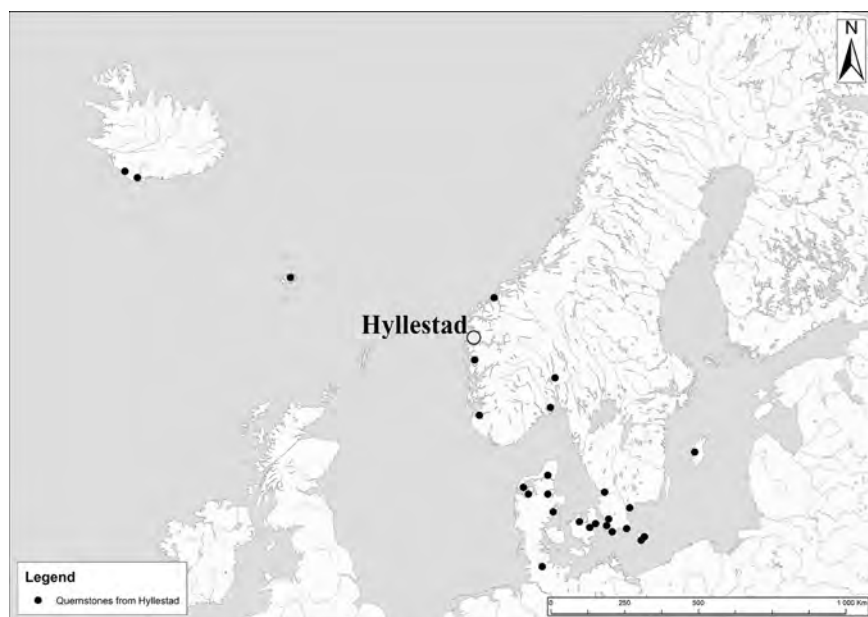 N
Hyllestad
Legend
Quernstones from Hyllestad
0 250 500 1 000 Km